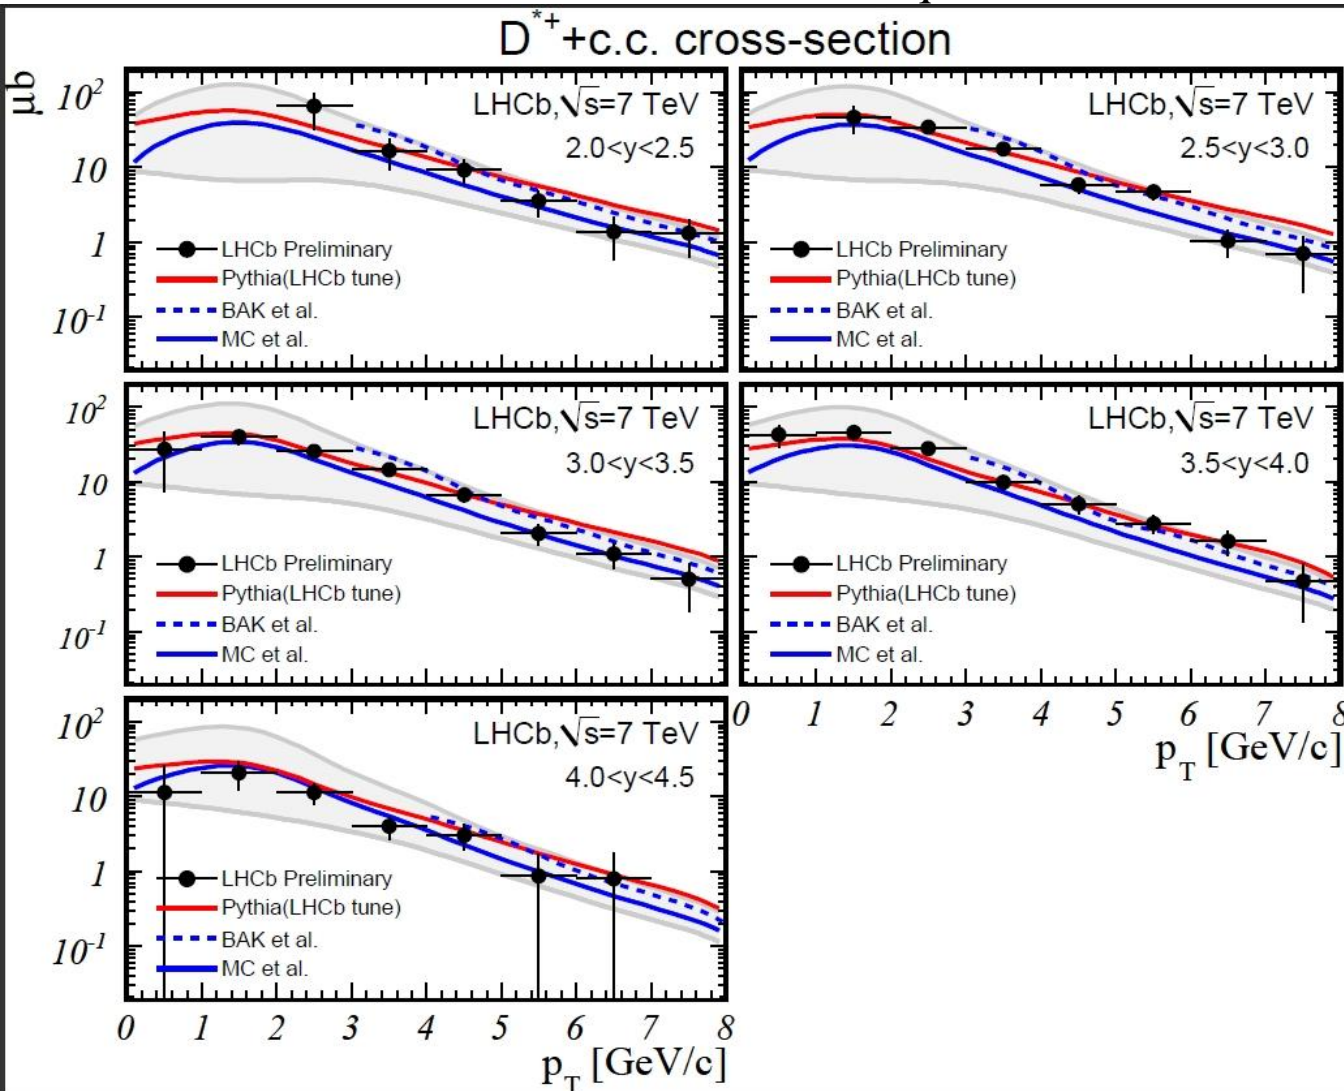 D*++c.c. cross-section
μb
10² 10 1 10⁻¹
LHCb,√s=7 TeV
2.0<y<2.5
LHCb Preliminary
Pythia(LHCb tune)
BAK et al.
MC et al.
LHCb,√s=7 TeV
2.5<y<3.0
LHCb Preliminary
Pythia(LHCb tune)
BAK et al.
MC et al.
10² 10 1 10⁻¹
LHCb,√s=7 TeV
3.0<y<3.5
LHCb Preliminary
Pythia(LHCb tune)
BAK et al.
MC et al.
LHCb,√s=7 TeV
3.5<y<4.0
LHCb Preliminary
Pythia(LHCb tune)
BAK et al.
MC et al.
0 1 2 3 4 5 6 7 8
p_T [GeV/c]
10² 10 1 10⁻¹
LHCb,√s=7 TeV
4.0<y<4.5
LHCb Preliminary
Pythia(LHCb tune)
BAK et al.
MC et al.
0 1 2 3 4 5 6 7 8
p_T [GeV/c]